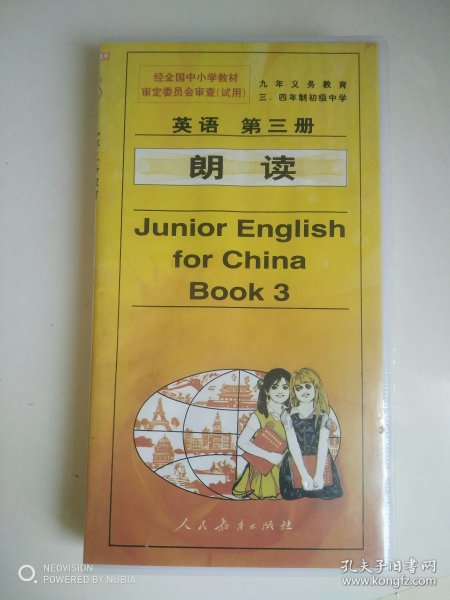 经全国中小学教材
审定委员会审查(试用)
九年义务教育
三、四年制初级中学
英语 第三册
朗读
Junior English
for China
Book 3
人民教育出版社
NEOVISION
POWERED BY NUBIA
孔夫子旧书网
www.kongfz.com